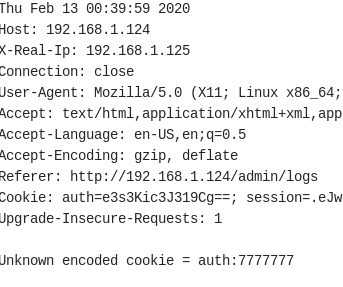 Thu Feb 13 00:39:59 2020
Host: 192.168.1.124
X-Real-Ip: 192.168.1.125
Connection: close
User-Agent: Mozilla/5.0 (X11; Linux x86_64;
Accept: text/html,application/xhtml+xml,app
Accept-Language: en-US,en;q=0.5
Accept-Encoding: gzip, deflate
Referer: http://192.168.1.124/admin/logs
Cookie: auth=e3s3Kic3J319Cg==; session=.eJw
Upgrade-Insecure-Requests: 1
Unknown encoded cookie = auth:7777777